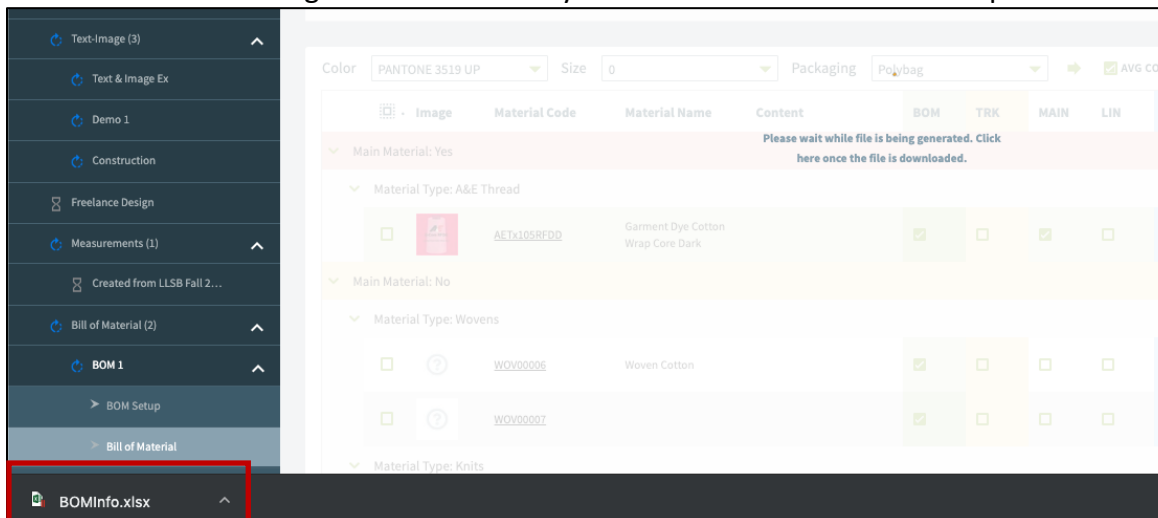 Text-Image (3)
Text & Image Ex
Demo 1
Construction
Freelance Design
Measurements (1)
Created from LLSB Fall 2...
Bill of Material (2)
BOM 1
BOM Setup
Bill of Material
Color PANTONE 3519 UP Size 0 Packaging Polybag AVG CO
Image Material Code Material Name Content BOM TRK MAIN LIN
Please wait while file is being generated. Click
here once the file is downloaded.
Main Material: Yes
Material Type: A&E Thread
AETx105RFDD Garment Dye Cotton
Wrap Core Dark
Main Material: No
Material Type: Wovens
WOV00006 Woven Cotton
WOV00007
Material Type: Knits
BOMInfo.xlsx